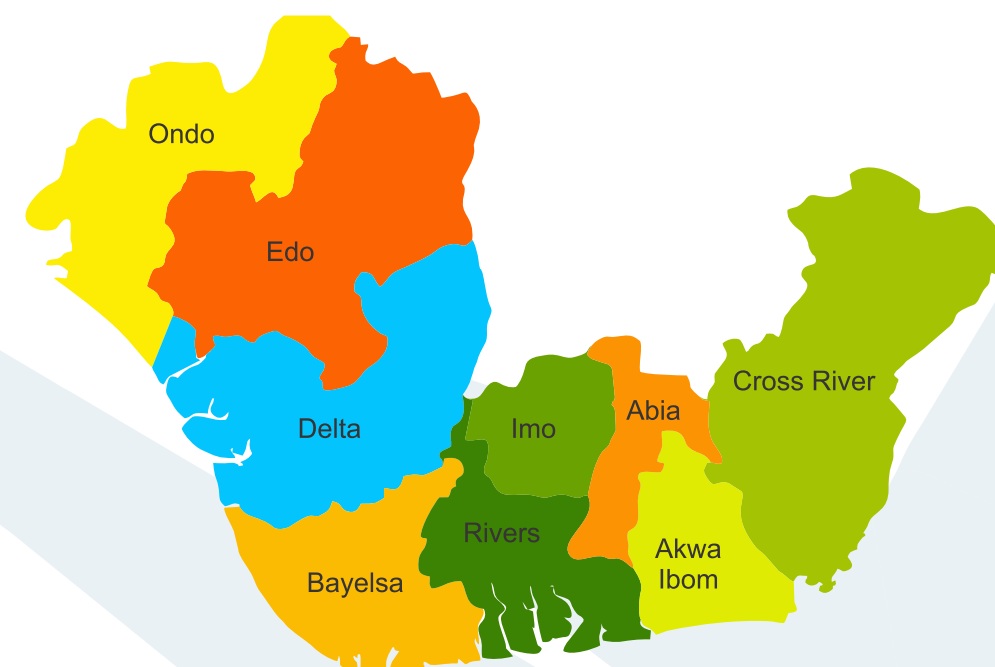 Ondo
Edo
Cross River
Abia
Delta
Imo
Rivers
Akwa
Ibom
Bayelsa